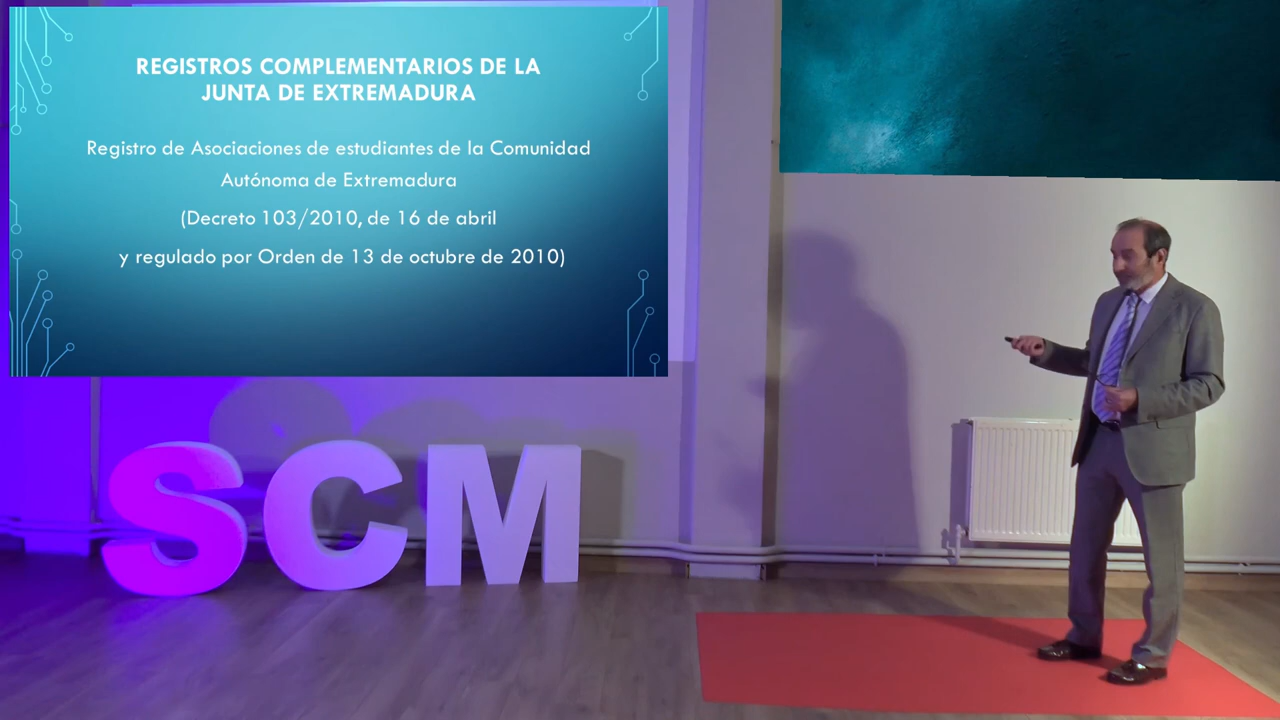 REGISTROS COMPLEMENTARIOS DE LA
JUNTA DE EXTREMADURA
Registro de Asociaciones de estudiantes de la Comunidad
Autónoma de Extremadura
(Decreto 103/2010, de 16 de abril
y regulado por Orden de 13 de octubre de 2010)
SCM